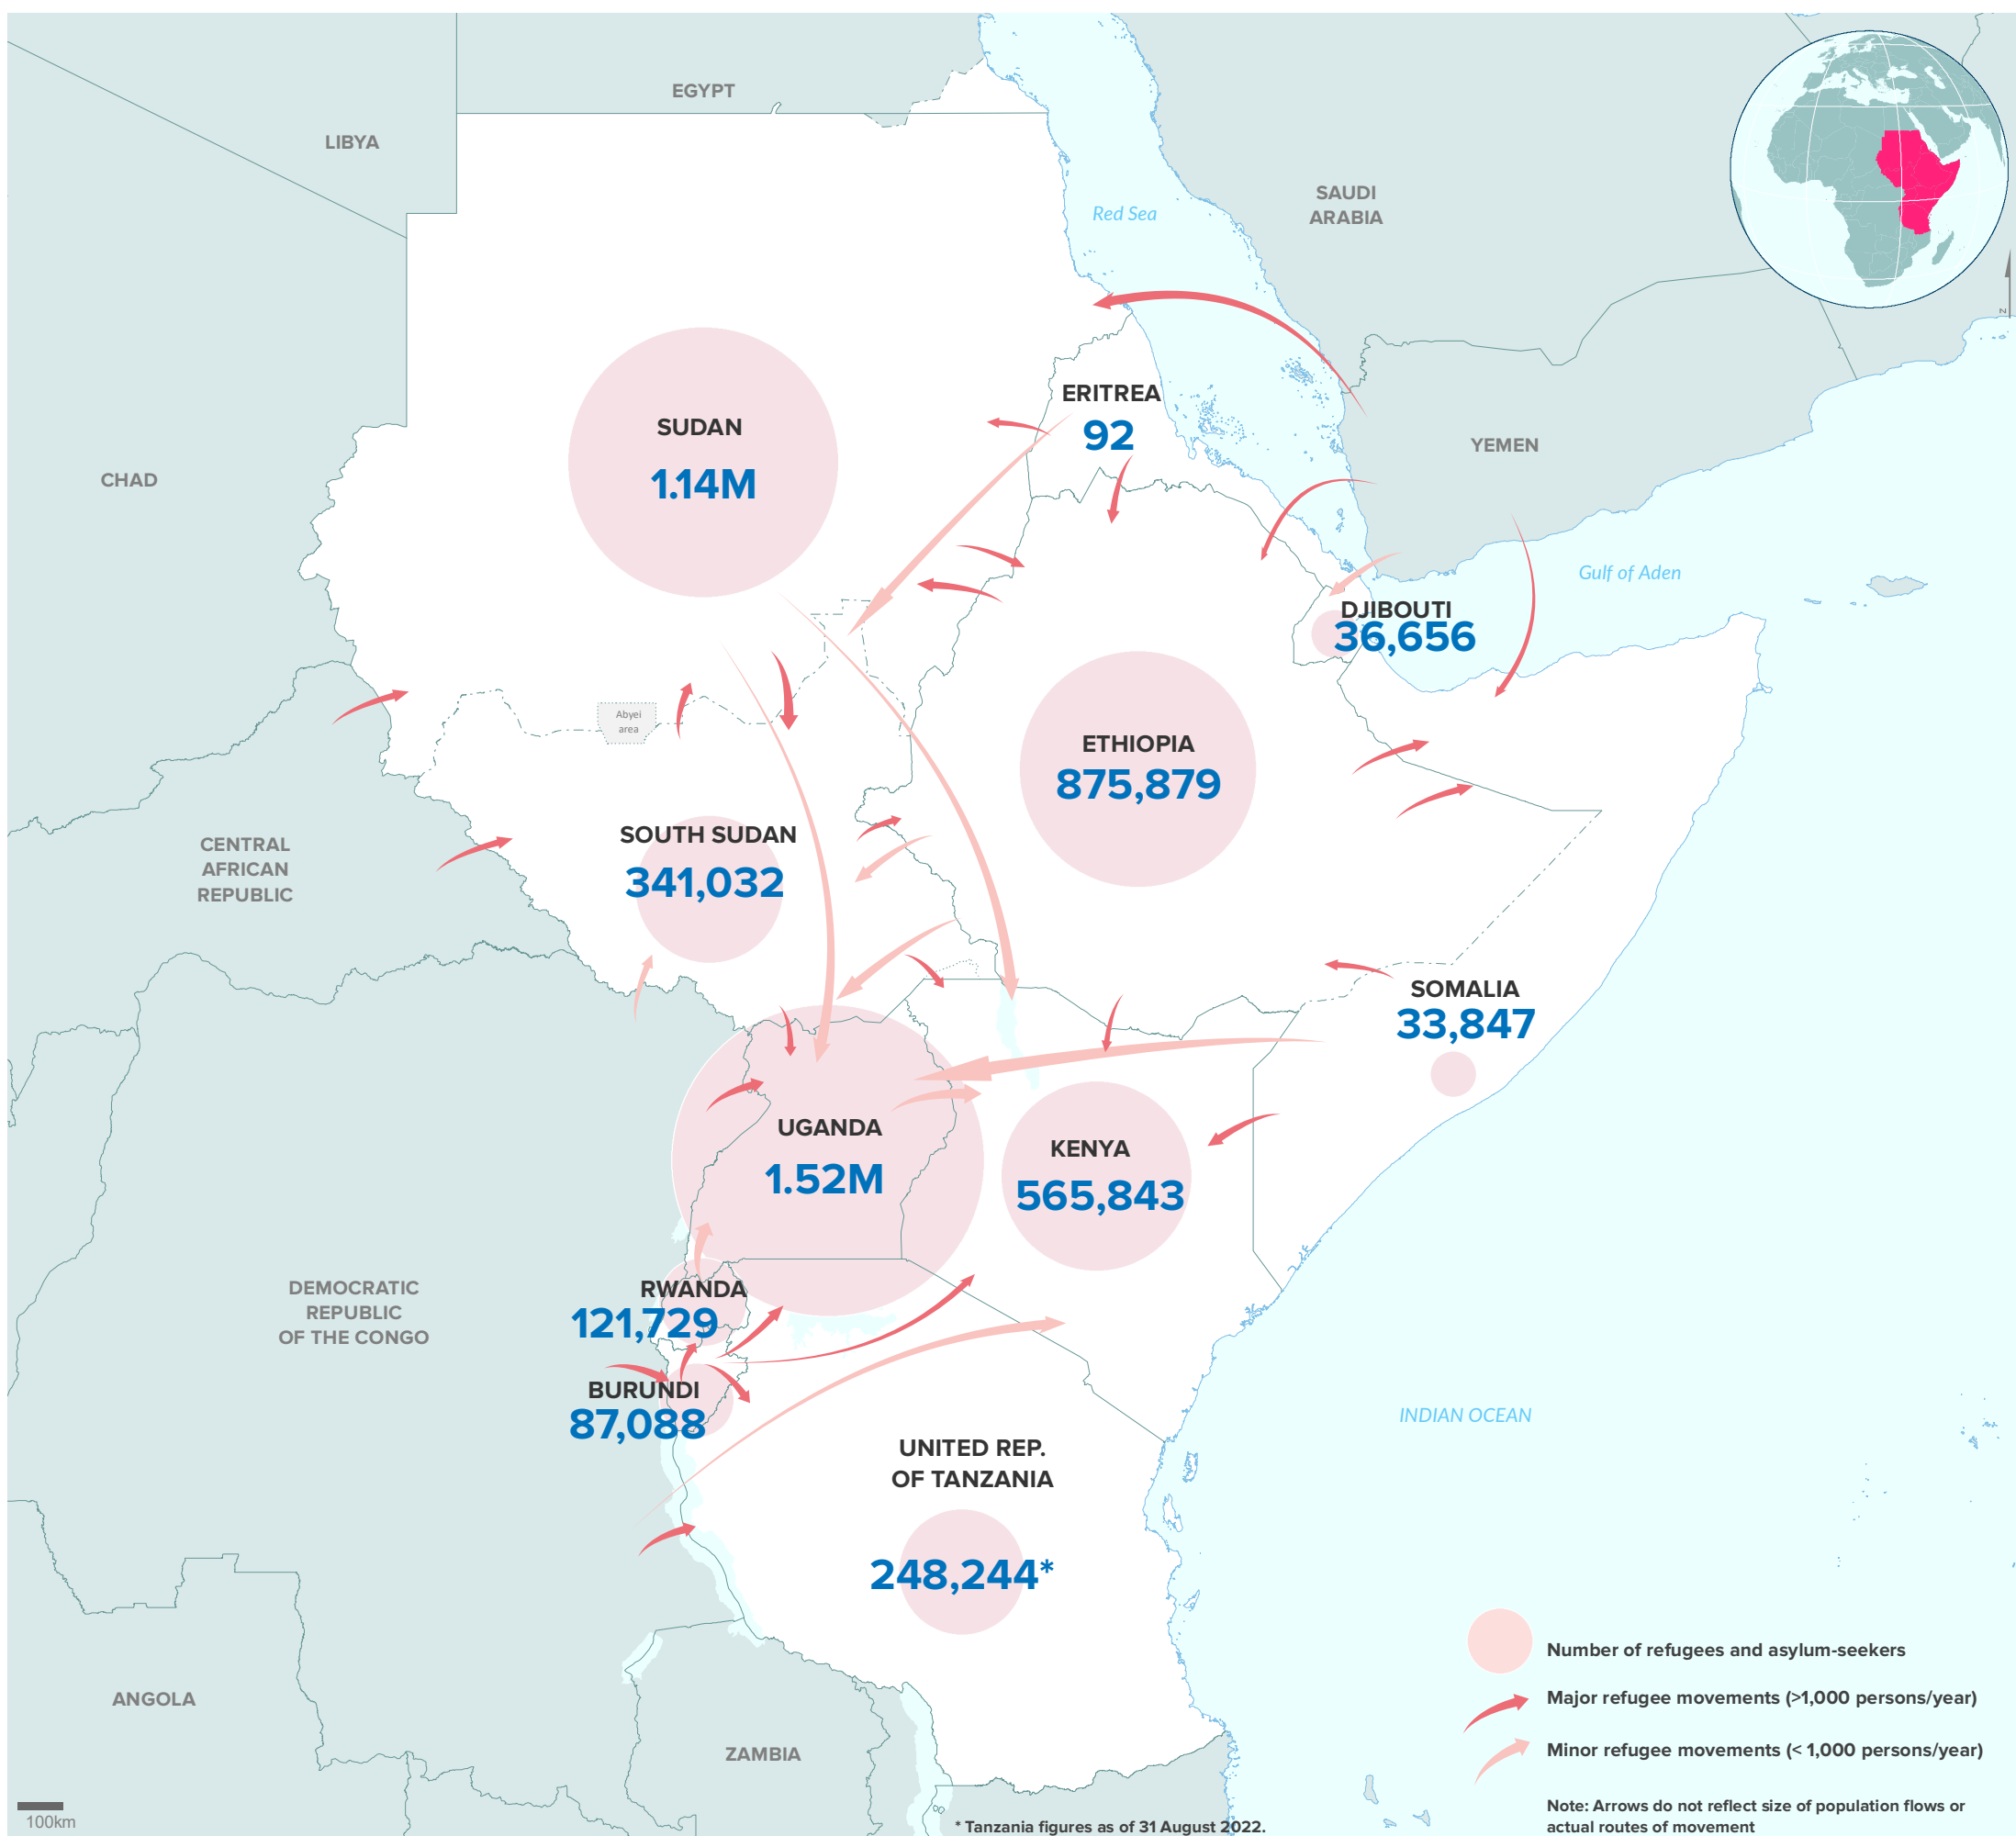 EGYPT
LIBYA
SAUDI
ARABIA
Red Sea
N
ERITREA
92
SUDAN
1.14M
YEMEN
CHAD
Gulf of Aden
DJIBOUTI
36,656
Abyei
area
ETHIOPIA
875,879
SOUTH SUDAN
341,032
CENTRAL
AFRICAN
REPUBLIC
SOMALIA
33,847
UGANDA
1.52M
KENYA
565,843
RWANDA
121,729
DEMOCRATIC
REPUBLIC
OF THE CONGO
BURUNDI
87,088
INDIAN OCEAN
UNITED REP.
OF TANZANIA
248,244*
ANGOLA
ZAMBIA
Number of refugees and asylum-seekers
Major refugee movements (>1,000 persons/year)
Minor refugee movements (< 1,000 persons/year)
Note: Arrows do not reflect size of population flows or
actual routes of movement
100km
* Tanzania figures as of 31 August 2022.